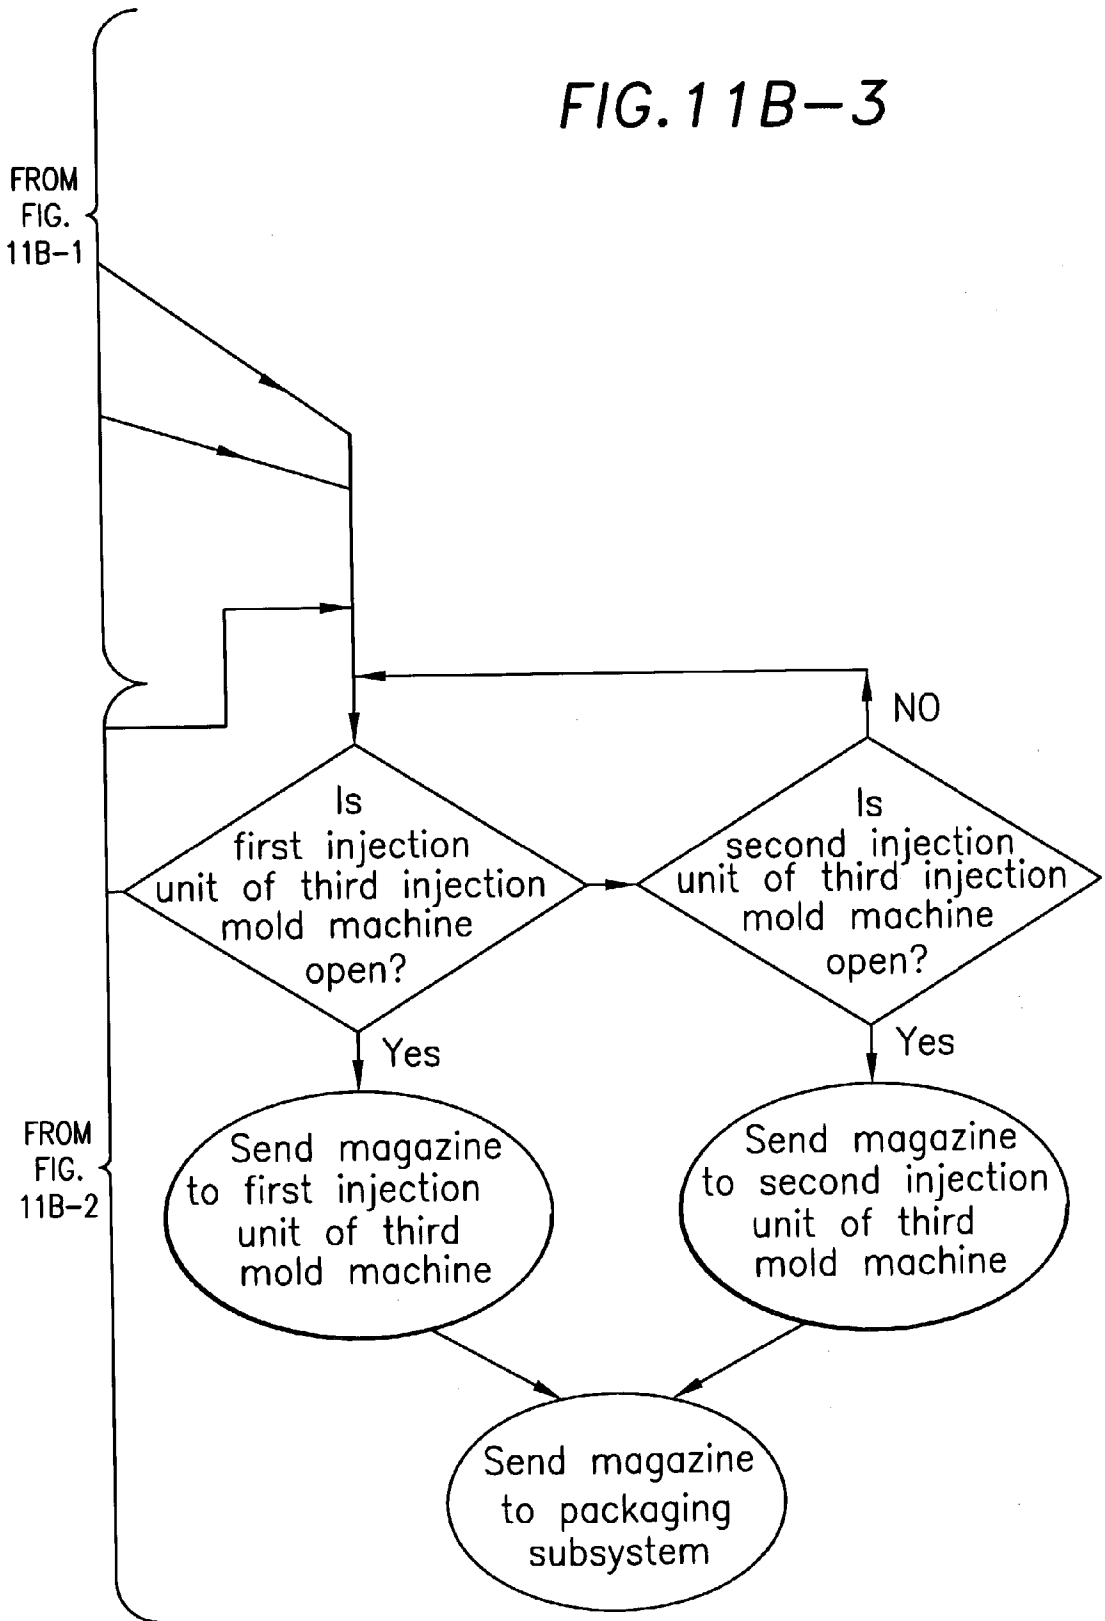 FIG. 11B-3
FROM
FIG.
11B-1
NO
Is
first injection
unit of third injection
mold machine
open?
Is
second injection
unit of third injection
mold machine
open?
Yes
Yes
FROM
FIG.
11B-2
Send magazine
to first injection
unit of third
mold machine
Send magazine
to second injection
unit of third
mold machine
Send magazine
to packaging
subsystem